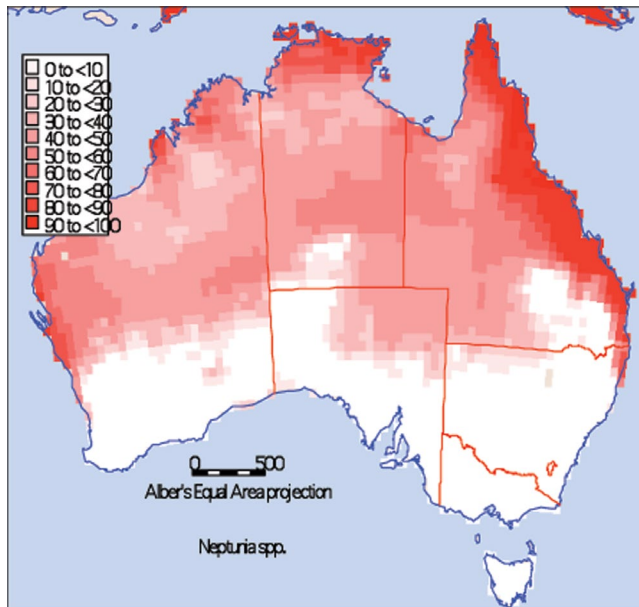 0 to <10
10 to <20
20 to <30
30 to <40
40 to <50
50 to <60
60 to <70
70 to <80
80 to <90
90 to <100
0 500
Alber's Equal Area projection
Neptunia spp.